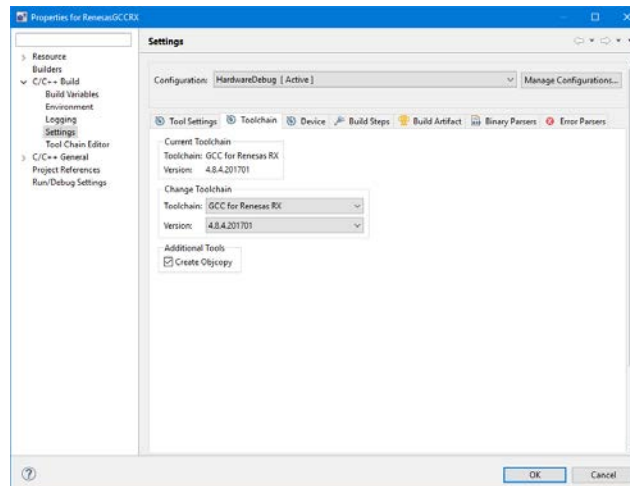 Properties for RenesasGCCRX
Settings
Resource
Builders
C/C++ Build
Build Variables
Environment
Logging
Settings
Tool Chain Editor
C/C++ General
Project References
Run/Debug Settings
Configuration: HardwareDebug [ Active ] Manage Configurations...
Tool Settings Toolchain Device Build Steps Build Artifact Binary Parsers Error Parsers
Current Toolchain
Toolchain: GCC for Renesas RX
Version: 4.8.4.201701
Change Toolchain
Toolchain: GCC for Renesas RX
Version: 4.8.4.201701
Additional Tools
Create Objcopy
OK Cancel